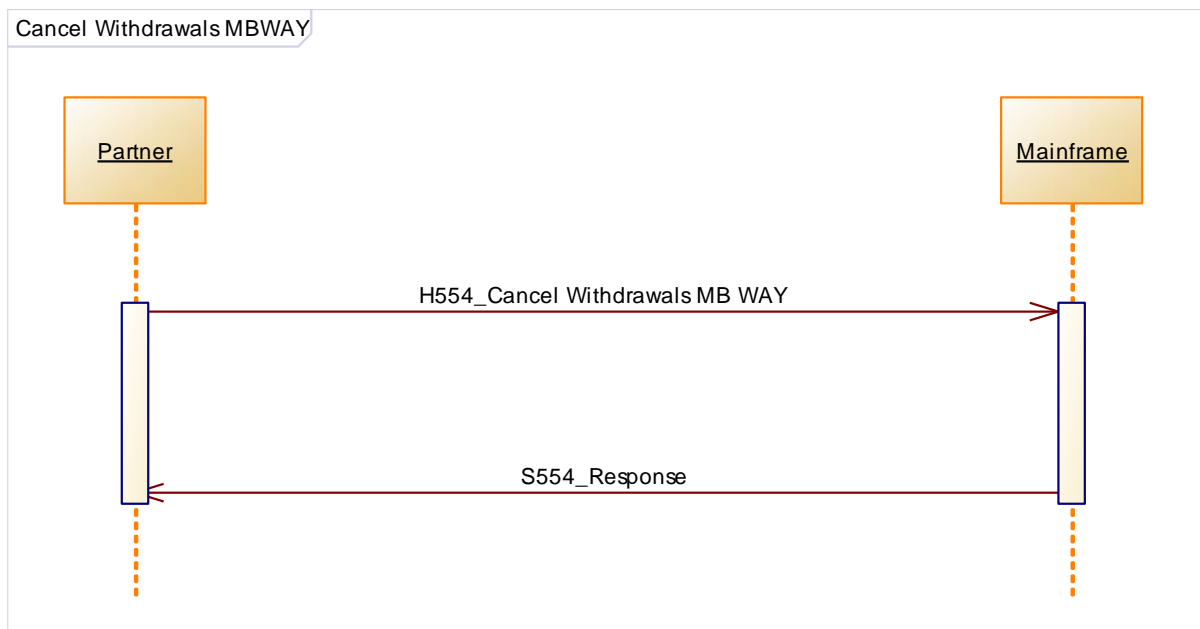 Cancel Withdrawals MBWAY
Partner
Mainframe
H554_Cancel Withdrawals MB WAY
S554_Response